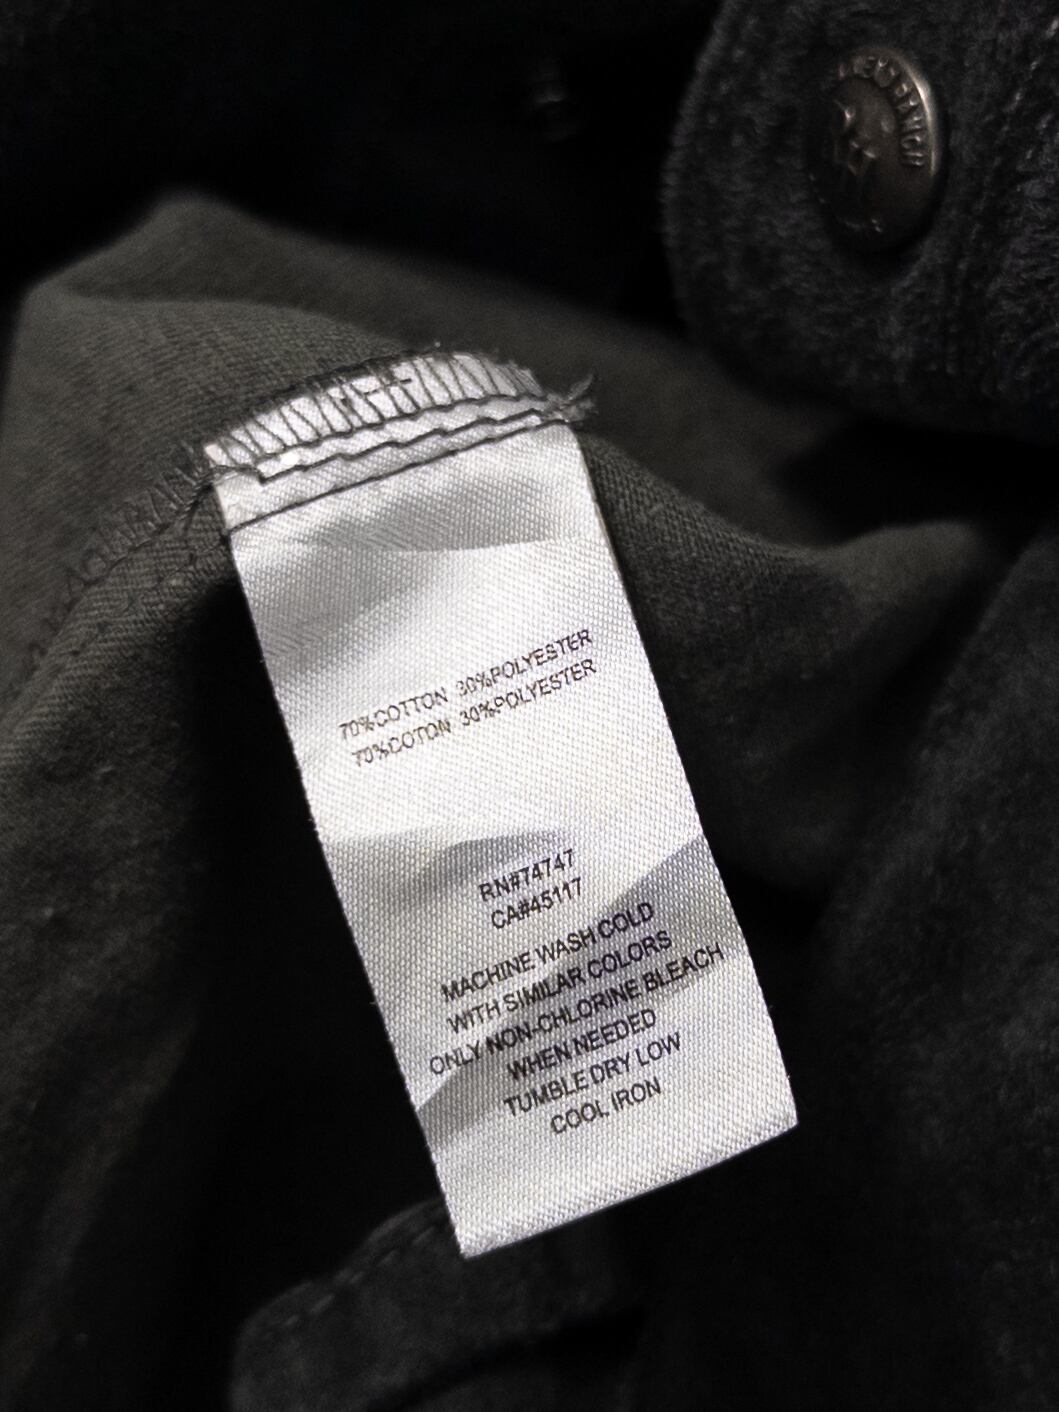 70%COTTON 30%POLYESTER
70%COTON 30%POLYESTER
RN#74747
CA#45117
MACHINE WASH COLD
WITH SIMILAR COLORS
ONLY NON-CHLORINE BLEACH
WHEN NEEDED
TUMBLE DRY LOW
COOL IRON